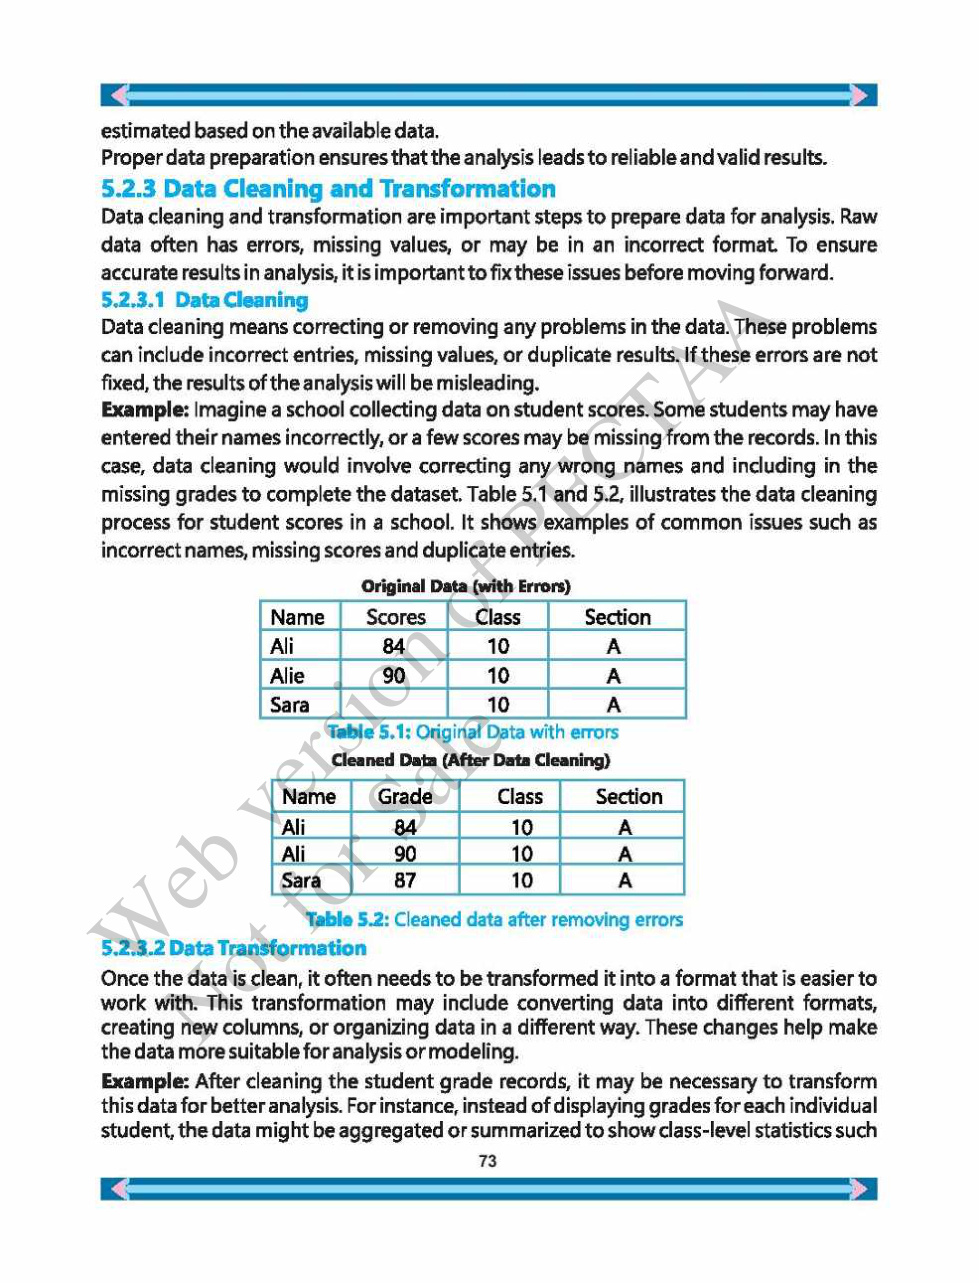 estimated based on the available data.
Proper data preparation ensures that the analysis leads to reliable and valid results.
5.2.3 Data Cleaning and Transformation
Data cleaning and transformation are important steps to prepare data for analysis. Raw
data often has errors, missing values, or may be in an incorrect format. To ensure
accurate results in analysis, it is important to fix these issues before moving forward.
5.2.3.1 Data Cleaning
Data cleaning means correcting or removing any problems in the data. These problems
can include incorrect entries, missing values, or duplicate results. If these errors are not
fixed, the results of the analysis will be misleading.
Example: Imagine a school collecting data on student scores. Some students may have
entered their names incorrectly, or a few scores may be missing from the records. In this
case, data cleaning would involve correcting any wrong names and including in the
missing grades to complete the dataset. Table 5.1 and 5.2, illustrates the data cleaning
process for student scores in a school. It shows examples of common issues such as
incorrect names, missing scores and duplicate entries.
Original Data (with Errors)
Name Scores Class Section
Ali 84 10 A
Alie 90 10 A
Sara 10 A
Table 5.1: Original Data with errors
Cleaned Data (After Data Cleaning)
Name Grade Class Section
Ali 84 10 A
Ali 90 10 A
Sara 87 10 A
Table 5.2: Cleaned data after removing errors
5.2.3.2 Data Transformation
Once the data is clean, it often needs to be transformed it into a format that is easier to
work with. This transformation may include converting data into different formats,
creating new columns, or organizing data in a different way. These changes help make
the data more suitable for analysis or modeling.
Example: After cleaning the student grade records, it may be necessary to transform
this data for better analysis. For instance, instead of displaying grades for each individual
student, the data might be aggregated or summarized to show class-level statistics such
73
Web version of PECTAA
Not for Sale